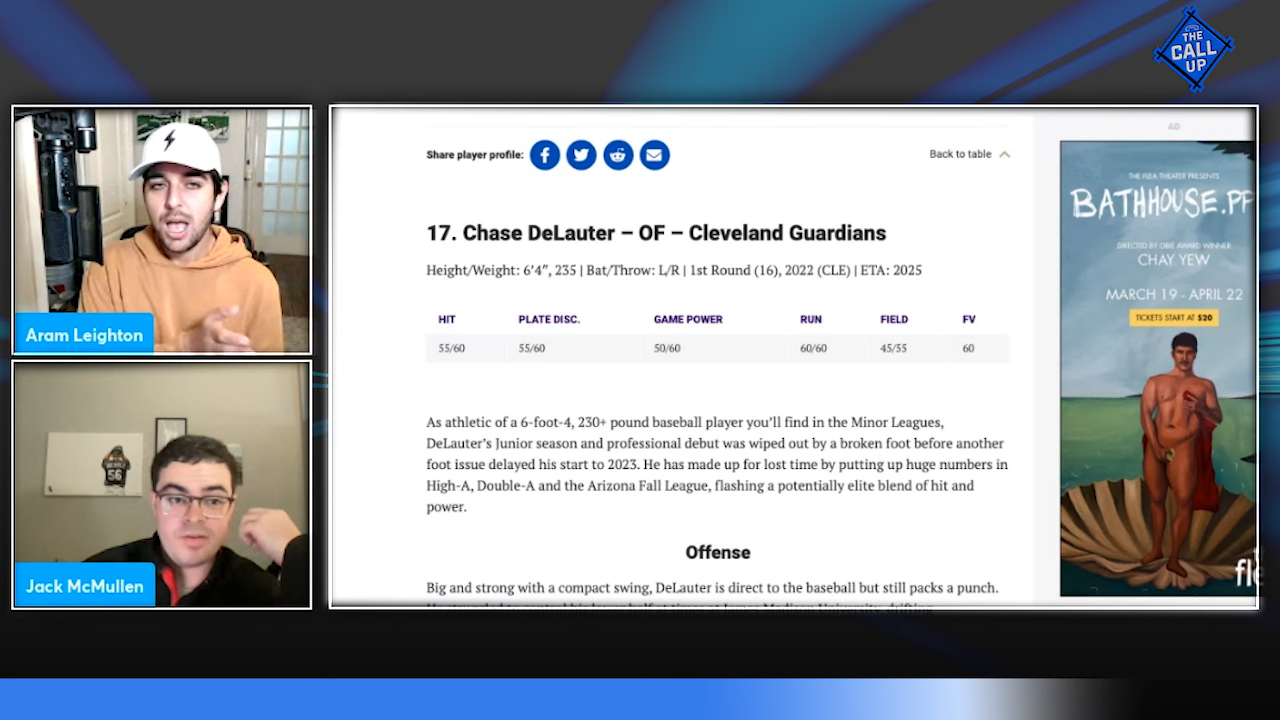 THE
CALL
UP
Aram Leighton
56
Jack McMullen
Share player profile:
Back to table
17. Chase DeLauter – OF – Cleveland Guardians
Height/Weight: 6’4”, 235 | Bat/Throw: L/R | 1st Round (16), 2022 (CLE) | ETA: 2025
HIT PLATE DISC. GAME POWER RUN FIELD FV
55/60 55/60 50/60 60/60 45/55 60
As athletic of a 6-foot-4, 230+ pound baseball player you’ll find in the Minor Leagues,
DeLauter’s Junior season and professional debut was wiped out by a broken foot before another
foot issue delayed his start to 2023. He has made up for lost time by putting up huge numbers in
High-A, Double-A and the Arizona Fall League, flashing a potentially elite blend of hit and
power.
Offense
Big and strong with a compact swing, DeLauter is direct to the baseball but still packs a punch.
AD
THE FLEA THEATER PRESENTS
BATHHOUSE.PP
DIRECTED BY OBIE AWARD WINNER
CHAY YEW
MARCH 19 - APRIL 22
TICKETS START AT $20
fle